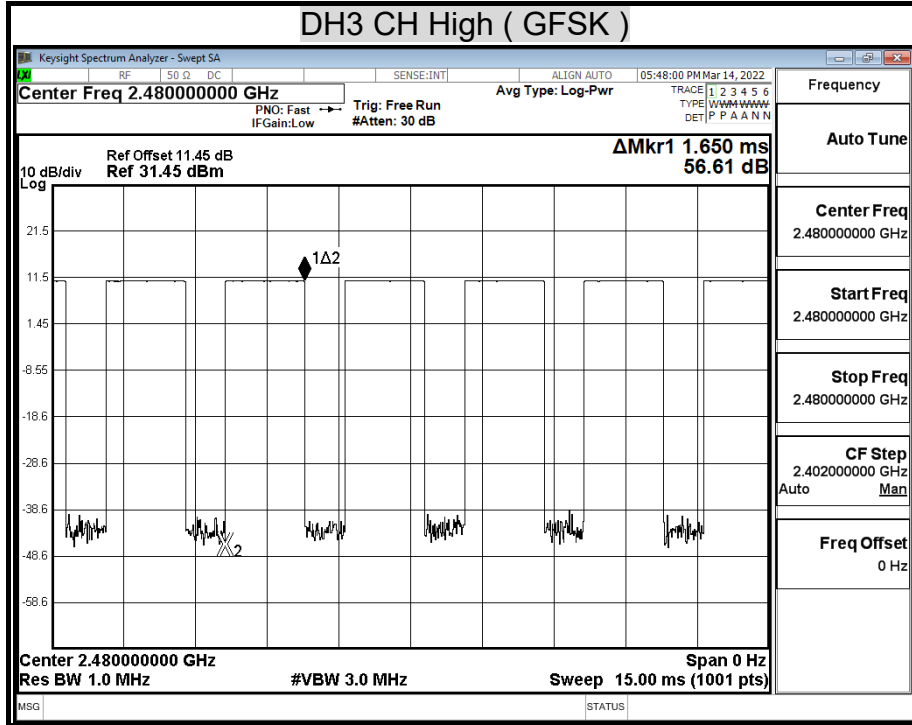 DH3 CH High ( GFSK )
Keysight Spectrum Analyzer - Swept SA
LXI RF 50 Ω DC SENSE:INT ALIGN AUTO 05:48:00 PM Mar 14, 2022
Center Freq 2.480000000 GHz
PNO: Fast
IFGain:Low
Trig: Free Run
#Atten: 30 dB
Avg Type: Log-Pwr
TRACE 1 2 3 4 5 6
TYPE WWMWWWW
DET P P A A N N
Ref Offset 11.45 dB
10 dB/div Ref 31.45 dBm
Log
ΔMkr1 1.650 ms
56.61 dB
21.5
11.5
1.45
-8.55
-18.6
-28.6
-38.6
-48.6
-58.6
1Δ2
2
Center 2.480000000 GHz
Span 0 Hz
Res BW 1.0 MHz
#VBW 3.0 MHz
Sweep 15.00 ms (1001 pts)
MSG
STATUS
Frequency
Auto Tune
Center Freq
2.480000000 GHz
Start Freq
2.480000000 GHz
Stop Freq
2.480000000 GHz
CF Step
2.402000000 GHz
Auto Man
Freq Offset
0 Hz